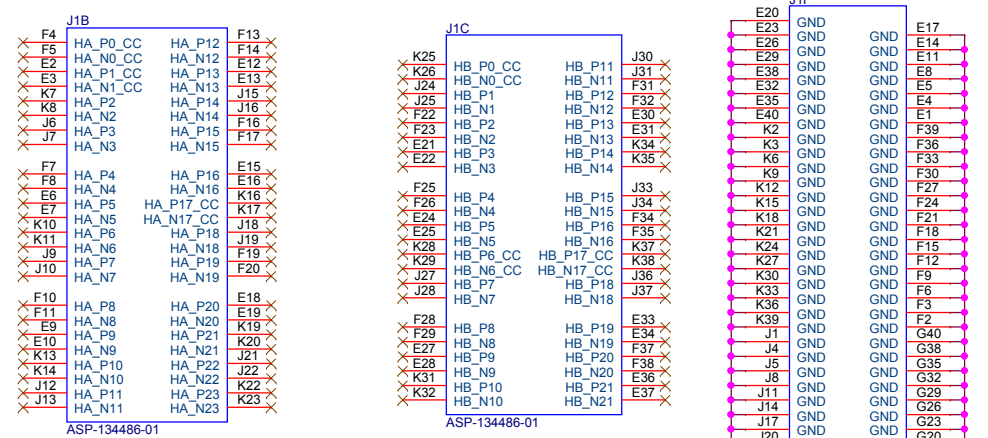 J1B
F4 HA_P0_CC HA_P12 F13
F5 HA_N0_CC HA_N12 F14
E2 HA_P1_CC HA_P13 E12
E3 HA_N1_CC HA_N13 E13
K7 HA_P2 HA_P14 J15
K8 HA_N2 HA_N14 J16
J6 HA_P3 HA_P15 F16
J7 HA_N3 HA_N15 F17
F7 HA_P4 HA_P16 E15
F8 HA_N4 HA_N16 E16
E6 HA_P5 HA_P17_CC K16
E7 HA_N5 HA_N17_CC K17
K10 HA_P6 HA_P18 J18
K11 HA_N6 HA_N18 J19
J9 HA_P7 HA_P19 F19
J10 HA_N7 HA_N19 F20
F10 HA_P8 HA_P20 E18
F11 HA_N8 HA_N20 E19
E9 HA_P9 HA_P21 K19
E10 HA_N9 HA_N21 K20
K13 HA_P10 HA_P22 J21
K14 HA_N10 HA_N22 J22
J12 HA_P11 HA_P23 K22
J13 HA_N11 HA_N23 K23
ASP-134486-01
J1C
K25 HB_P0_CC HB_P11 J30
K26 HB_N0_CC HB_N11 J31
J24 HB_P1 HB_P12 F31
J25 HB_N1 HB_N12 F32
F22 HB_P2 HB_P13 E30
F23 HB_N2 HB_N13 E31
E21 HB_P3 HB_P14 K34
E22 HB_N3 HB_N14 K35
F25 HB_P4 HB_P15 J33
F26 HB_N4 HB_N15 J34
E24 HB_P5 HB_P16 F34
E25 HB_N5 HB_N16 F35
K28 HB_P6_CC HB_P17_CC K37
K29 HB_N6_CC HB_N17_CC K38
J27 HB_P7 HB_P18 J36
J28 HB_N7 HB_N18 J37
F28 HB_P8 HB_P19 E33
F29 HB_N8 HB_N19 E34
E27 HB_P9 HB_P20 F37
E28 HB_N9 HB_N20 F38
K31 HB_P10 HB_P21 E36
K32 HB_N10 HB_N21 E37
ASP-134486-01
E20 GND
E23 GND GND E17
E26 GND GND E14
E29 GND GND E11
E38 GND GND E8
E32 GND GND E5
E35 GND GND E4
E40 GND GND E1
K2 GND GND F39
K3 GND GND F36
K6 GND GND F33
K9 GND GND F30
K12 GND GND F27
K15 GND GND F24
K18 GND GND F21
K21 GND GND F18
K24 GND GND F15
K27 GND GND F12
K30 GND GND F9
K33 GND GND F6
K36 GND GND F3
K39 GND GND F2
J1 GND GND G40
J4 GND GND G38
J5 GND GND G35
J8 GND GND G32
J11 GND GND G29
J14 GND GND G26
J17 GND GND G23
J20 G20